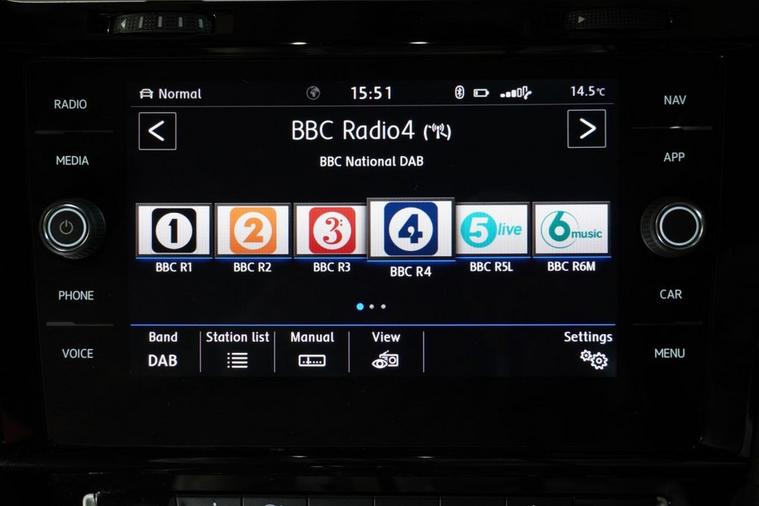 RADIO
MEDIA
PHONE
VOICE
Normal
15:51
14.5°C
BBC Radio4
BBC National DAB
1
2
3
4
5 live
6 music
BBC R1
BBC R2
BBC R3
BBC R4
BBC R5L
BBC R6M
Band
DAB
Station list
Manual
View
Settings
NAV
APP
CAR
MENU